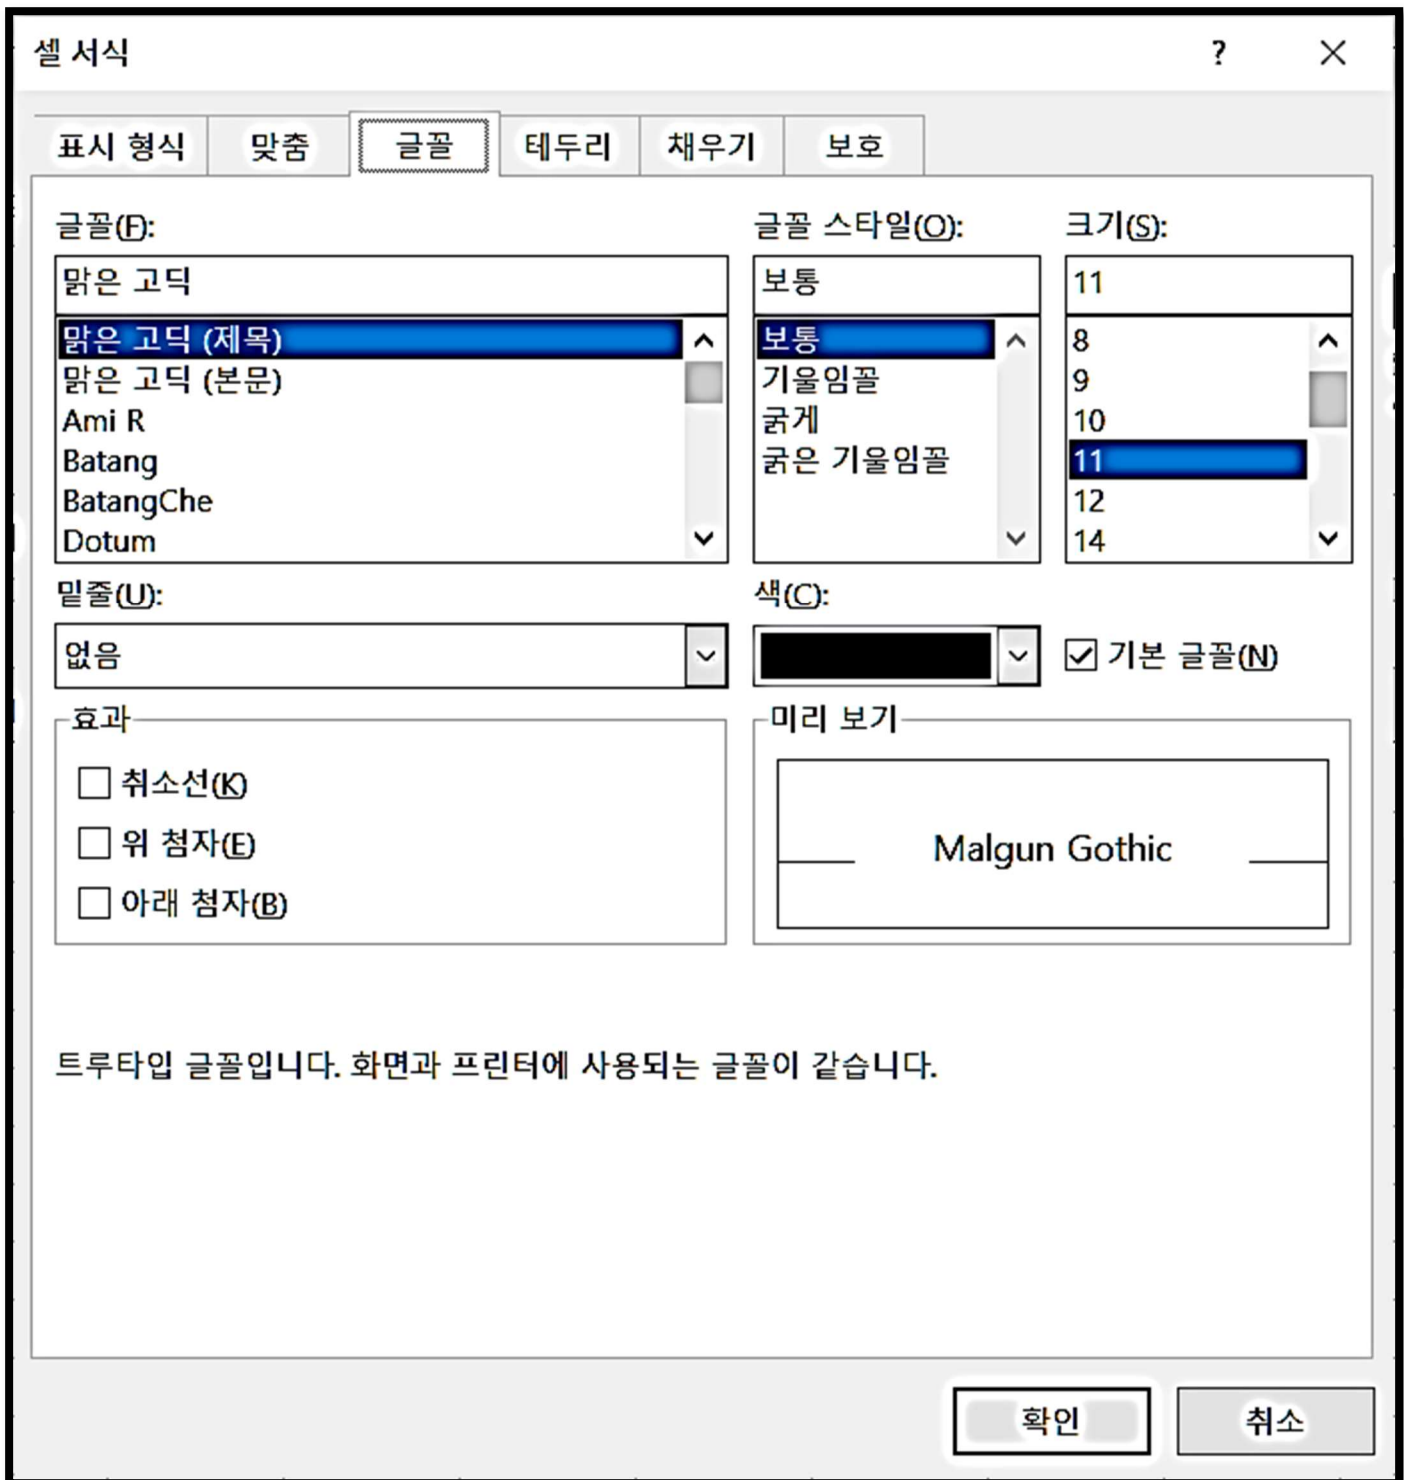 셀 서식 ?
표시 형식 맞춤 글꼴 테두리 채우기 보호
글꼴(F): 글꼴 스타일(O): 크기(S):
맑은 고딕 보통 11
맑은 고딕 (제목) 보통 8
맑은 고딕 (본문) 기울임꼴 9
Ami R 굵게 10
Batang 굵은 기울임꼴 11
BatangChe 12
Dotum 14
밑줄(U): 색(C):
없음 기본 글꼴(N)
효과 미리 보기
취소선(K)
위 첨자(E) Malgun Gothic
아래 첨자(B)
트루타입 글꼴입니다. 화면과 프린터에 사용되는 글꼴이 같습니다.
확인 취소